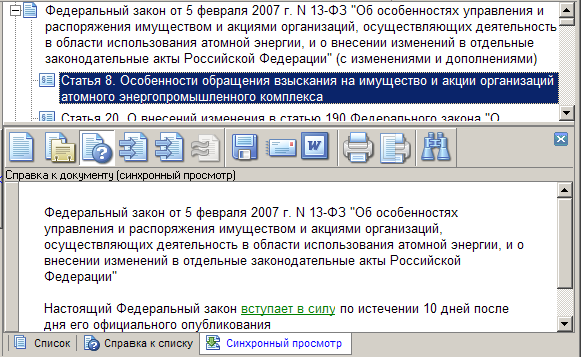 Федеральный закон от 5 февраля 2007 г. N 13-ФЗ "Об особенностях управления и
распоряжения имуществом и акциями организаций, осуществляющих деятельность
в области использования атомной энергии, и о внесении изменений в отдельные
законодательные акты Российской Федерации" (с изменениями и дополнениями)
Статья 8. Особенности обращения взыскания на имущество и акции организаций
атомного энергопромышленного комплекса
Статья 20. О внесений изменения в статью 190 Федерального закона "О
W
Справка к документу (синхронный просмотр)
Федеральный закон от 5 февраля 2007 г. N 13-ФЗ "Об особенностях
управления и распоряжения имуществом и акциями организаций,
осуществляющих деятельность в области использования атомной энергии, и о
внесении изменений в отдельные законодательные акты Российской
Федерации"
Настоящий Федеральный закон вступает в силу по истечении 10 дней после
дня его официального опубликования
Список Справка к списку Синхронный просмотр